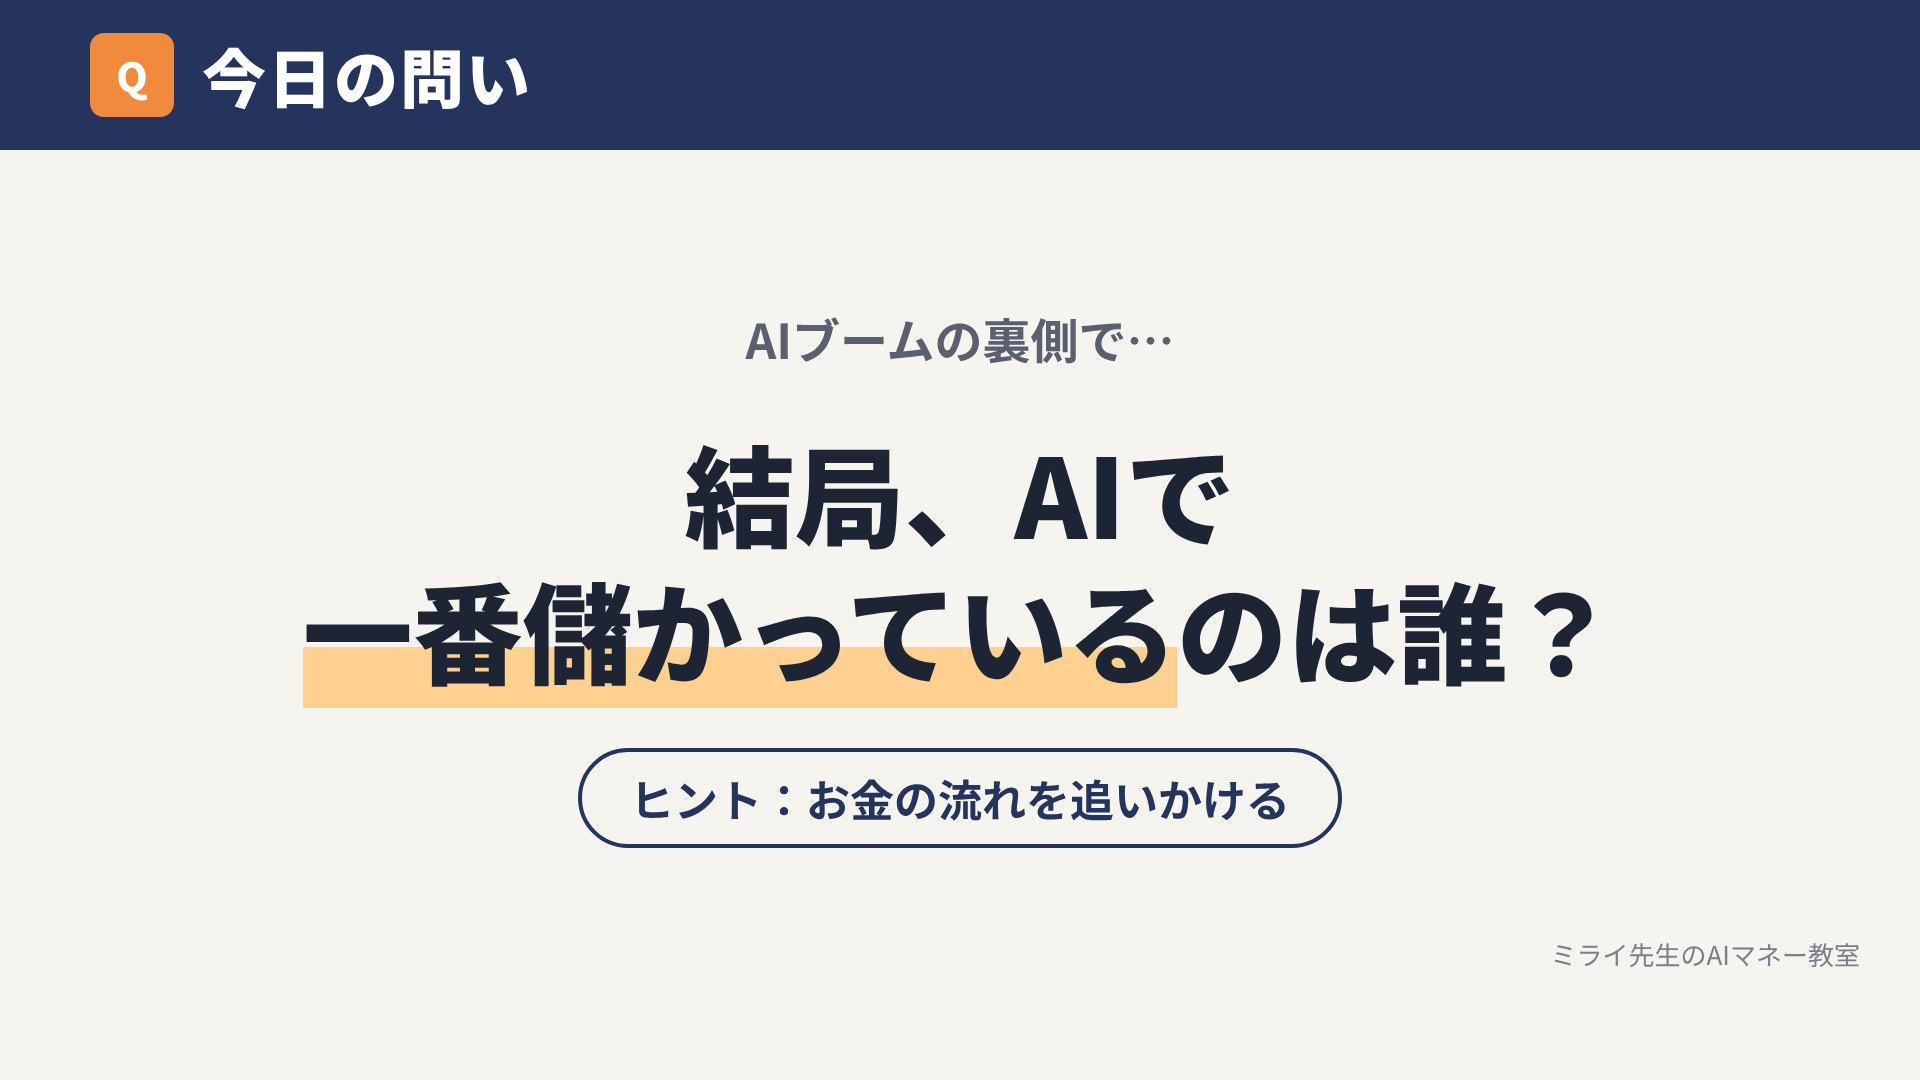 Q 今日の問い
AIブームの裏側で…
結局、AIで
一番儲かっているのは誰？
ヒント：お金の流れを追いかける
ミライ先生のAIマネー教室